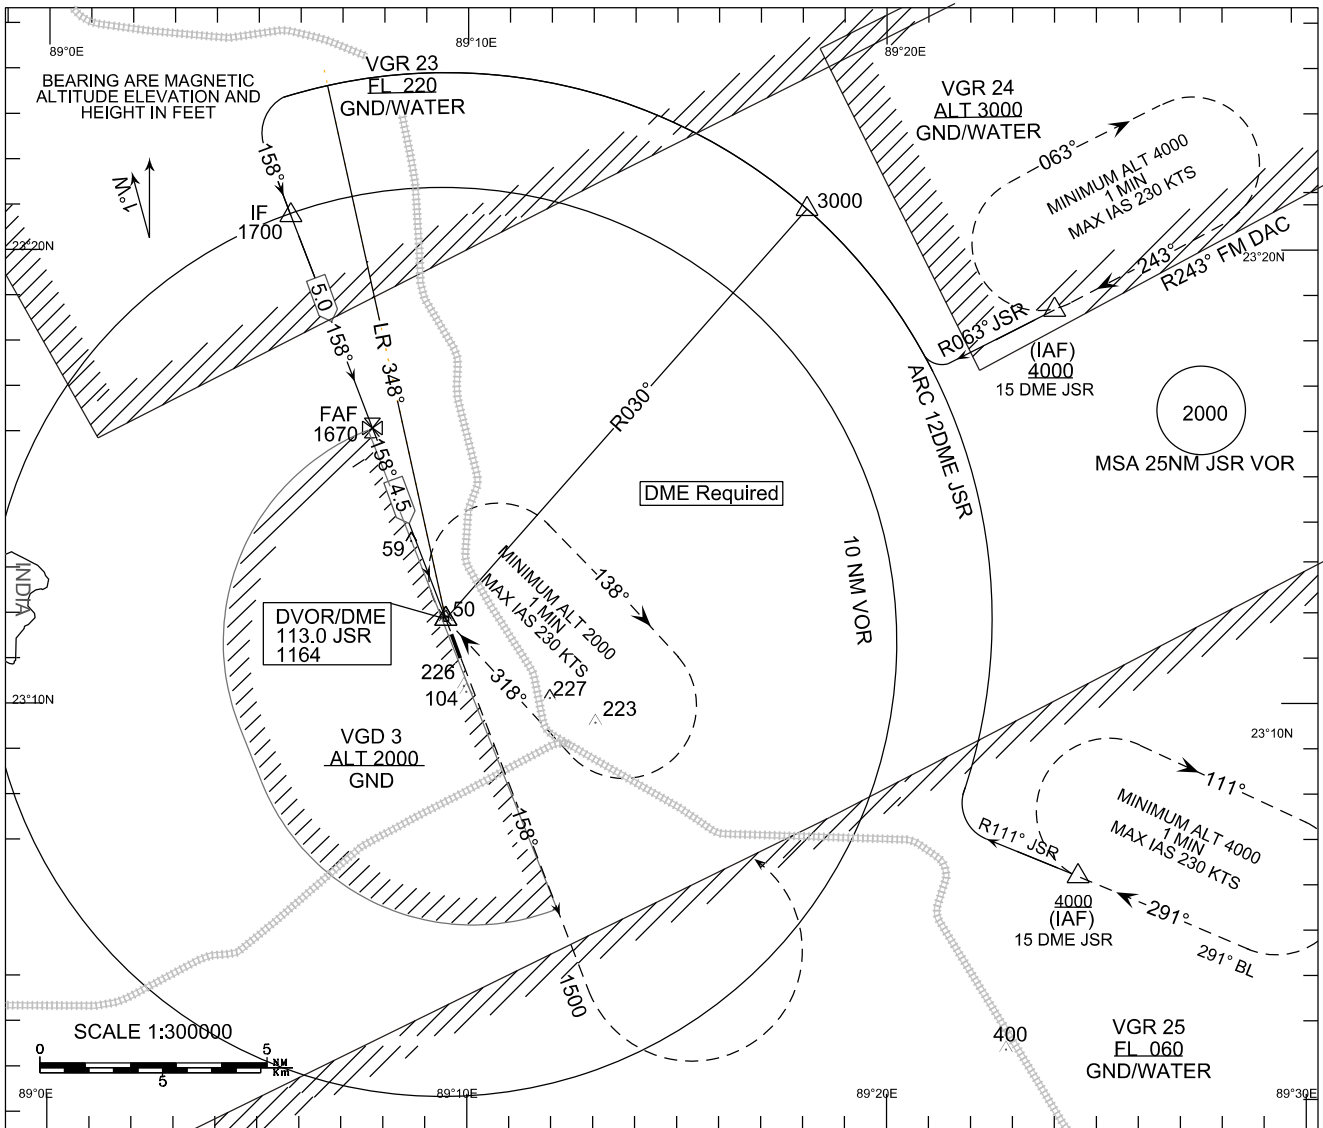 89°0E
89°10E
89°20E
BEARING ARE MAGNETIC
ALTITUDE ELEVATION AND
HEIGHT IN FEET
VGR 23
FL 220
GND/WATER
VGR 24
ALT 3000
GND/WATER
063°
MINIMUM ALT 4000
1 MIN
MAX IAS 230 KTS
243°
R243° FM DAC
1°W
158°
IF
1700
3000
23°20N
23°20N
5.0
158°
LR 348°
R030°
R063° JSR
(IAF)
4000
15 DME JSR
ARC 12DME JSR
2000
MSA 25NM JSR VOR
FAF
1670
158°
4.5
DME Required
59
10 NM VOR
INDIA
MINIMUM ALT 2000
1 MIN
MAX IAS 230 KTS
138°
318°
DVOR/DME
113.0 JSR
1164
50
226
104
227
223
23°10N
23°10N
VGD 3
ALT 2000
GND
158°
1500
111°
MINIMUM ALT 4000
1 MIN
MAX IAS 230 KTS
R111° JSR
4000
(IAF)
15 DME JSR
291°
291° BL
SCALE 1:300000
0
5
NM
Km
5
400
VGR 25
FL 060
GND/WATER
89°0E
89°10E
89°20E
89°30E